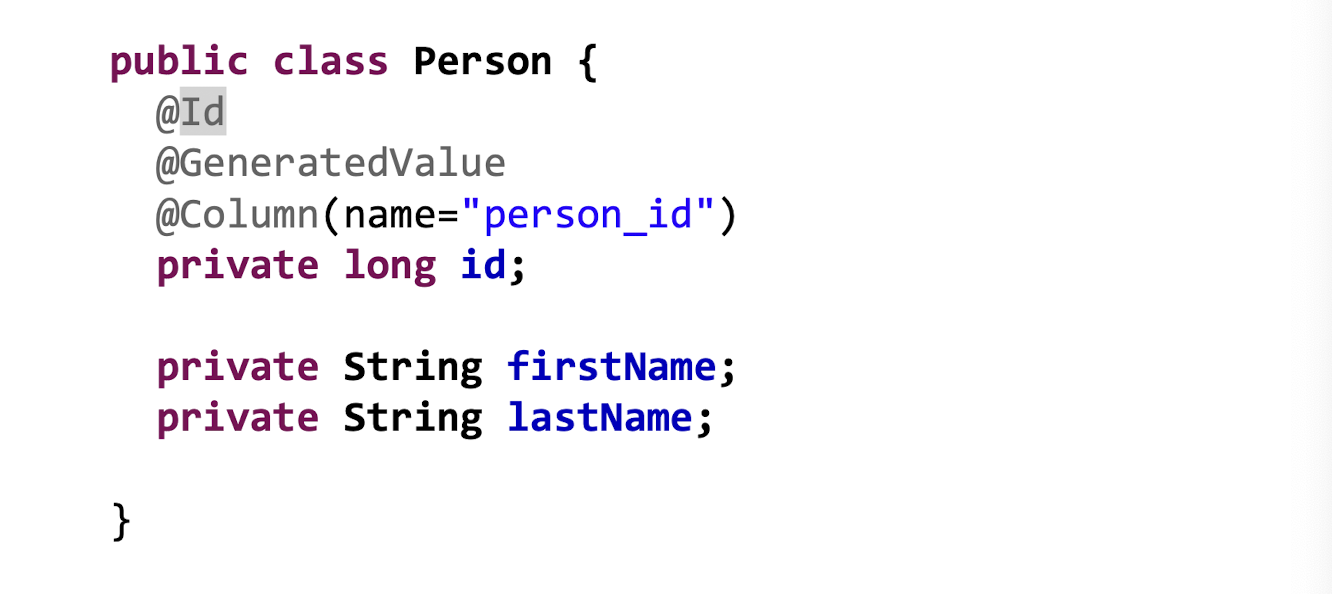 public class Person {
@Id
@GeneratedValue
@Column(name="person_id")
private long id;
private String firstName;
private String lastName;
}